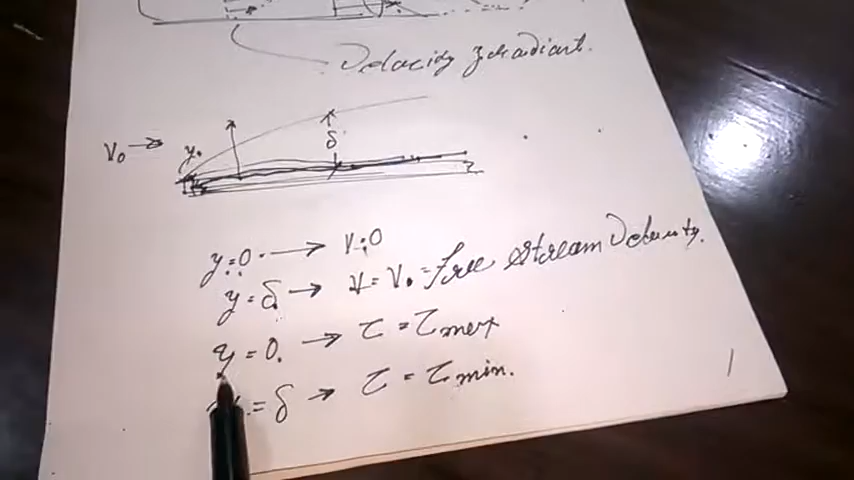 Velocity gradient.
V₀ → y.
δ
y=0. → V=0
y=δ → V=V₀=free stream Velocity.
y=0. → τ=τmax
=δ → τ=τmin.